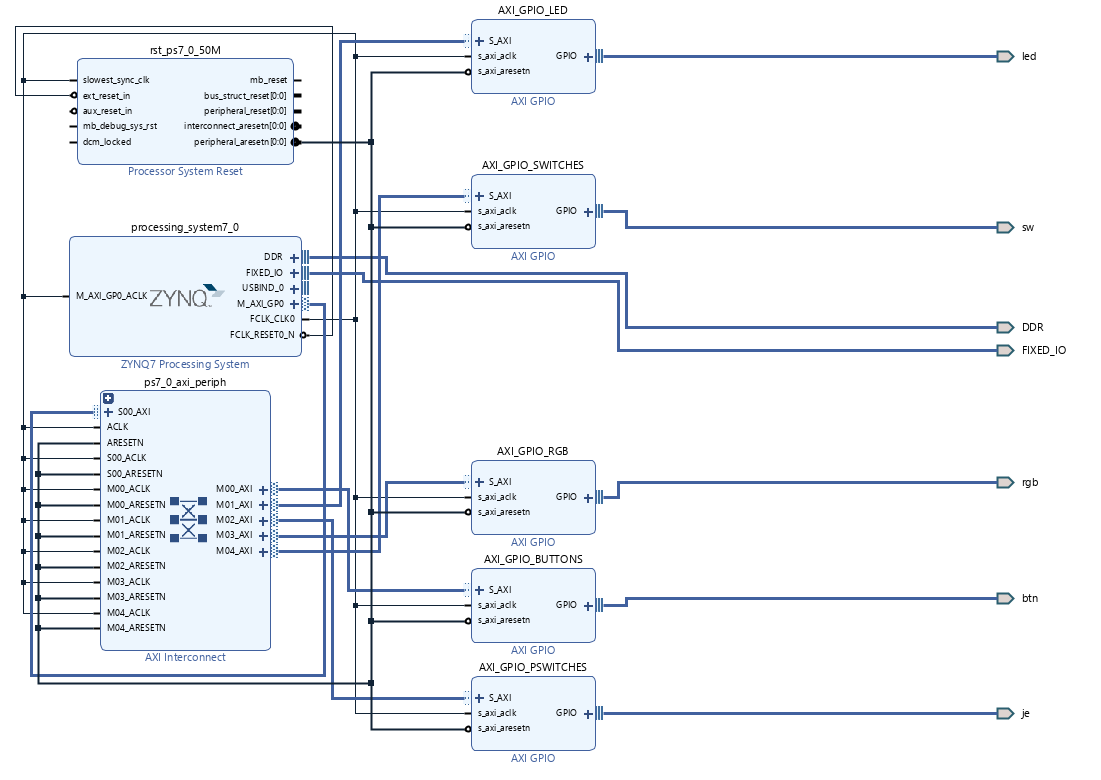 AXI_GPIO_LED
S_AXI
s_axi_aclk
s_axi_aresetn
GPIO
AXI GPIO
led
rst_ps7_0_50M
slowest_sync_clk
ext_reset_in
aux_reset_in
mb_debug_sys_rst
dcm_locked
mb_reset
bus_struct_reset[0:0]
peripheral_reset[0:0]
interconnect_aresetn[0:0]
peripheral_aresetn[0:0]
Processor System Reset
AXI_GPIO_SWITCHES
S_AXI
s_axi_aclk
s_axi_aresetn
GPIO
AXI GPIO
sw
processing_system7_0
M_AXI_GP0_ACLK
ZYNQ
DDR
FIXED_IO
USBIND_0
M_AXI_GP0
FCLK_CLK0
FCLK_RESET0_N
ZYNQ7 Processing System
DDR
FIXED_IO
ps7_0_axi_periph
S00_AXI
ACLK
ARESETN
S00_ACLK
S00_ARESETN
M00_ACLK
M00_ARESETN
M01_ACLK
M01_ARESETN
M02_ACLK
M02_ARESETN
M03_ACLK
M03_ARESETN
M04_ACLK
M04_ARESETN
M00_AXI
M01_AXI
M02_AXI
M03_AXI
M04_AXI
AXI Interconnect
AXI_GPIO_RGB
S_AXI
s_axi_aclk
s_axi_aresetn
GPIO
AXI GPIO
rgb
AXI_GPIO_BUTTONS
S_AXI
s_axi_aclk
s_axi_aresetn
GPIO
AXI GPIO
btn
AXI_GPIO_PSWITCHES
S_AXI
s_axi_aclk
s_axi_aresetn
GPIO
AXI GPIO
je